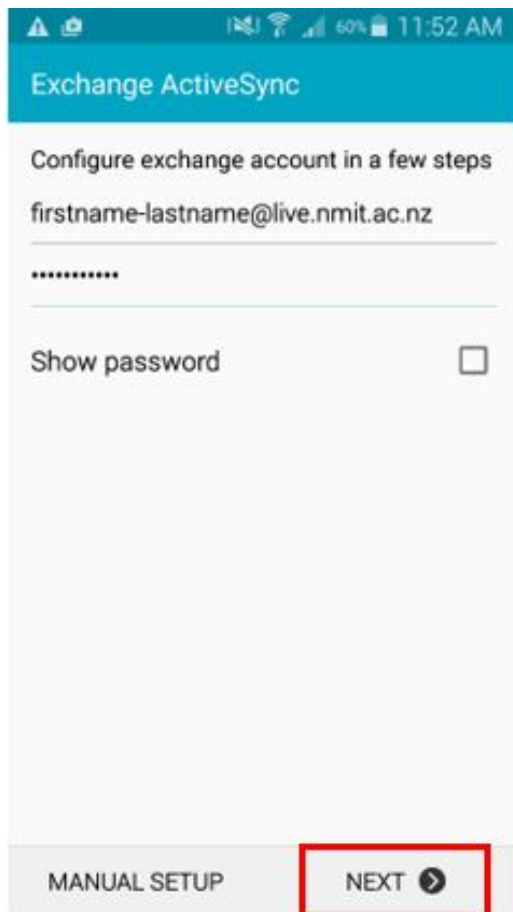 60% 11:52 AM
Exchange ActiveSync
Configure exchange account in a few steps
firstname-lastname@live.nmit.ac.nz
•••••••••••
Show password
MANUAL SETUP NEXT